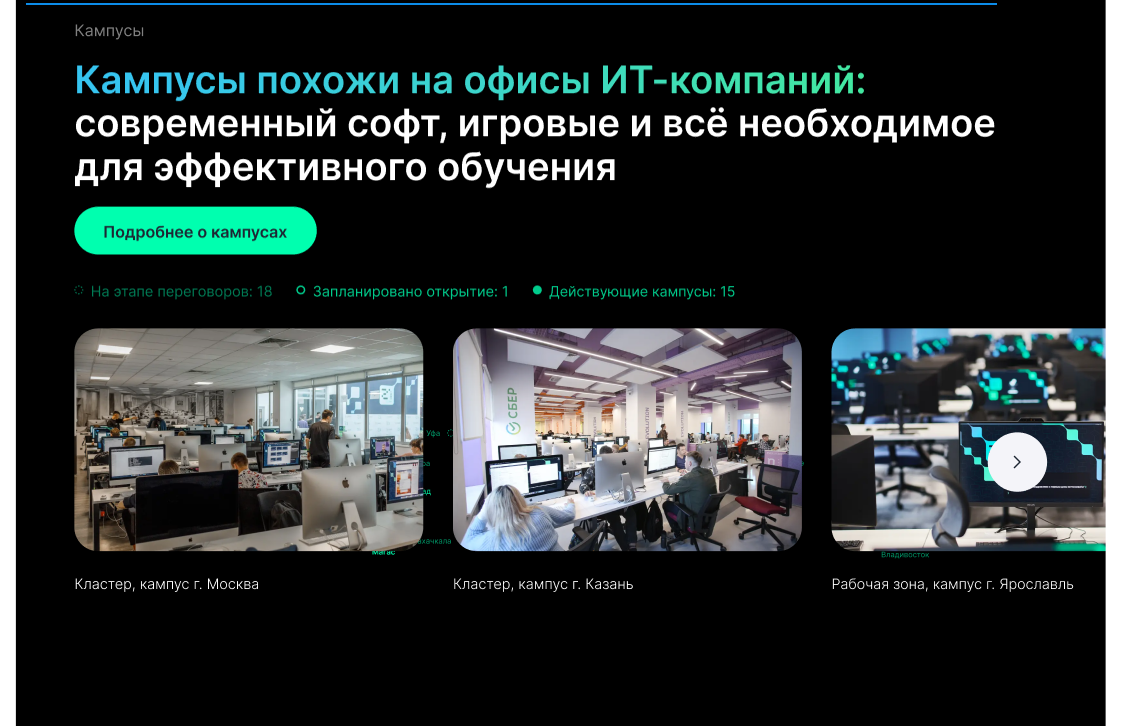 Кампусы
Кампусы похожи на офисы ИТ-компаний:
современный софт, игровые и всё необходимое
для эффективного обучения
Подробнее о кампусах
На этапе переговоров: 18
Запланировано открытие: 1
Действующие кампусы: 15
СБЕР
Уфа
Магас
Владивосток
Кластер, кампус г. Москва
Кластер, кампус г. Казань
Рабочая зона, кампус г. Ярославль